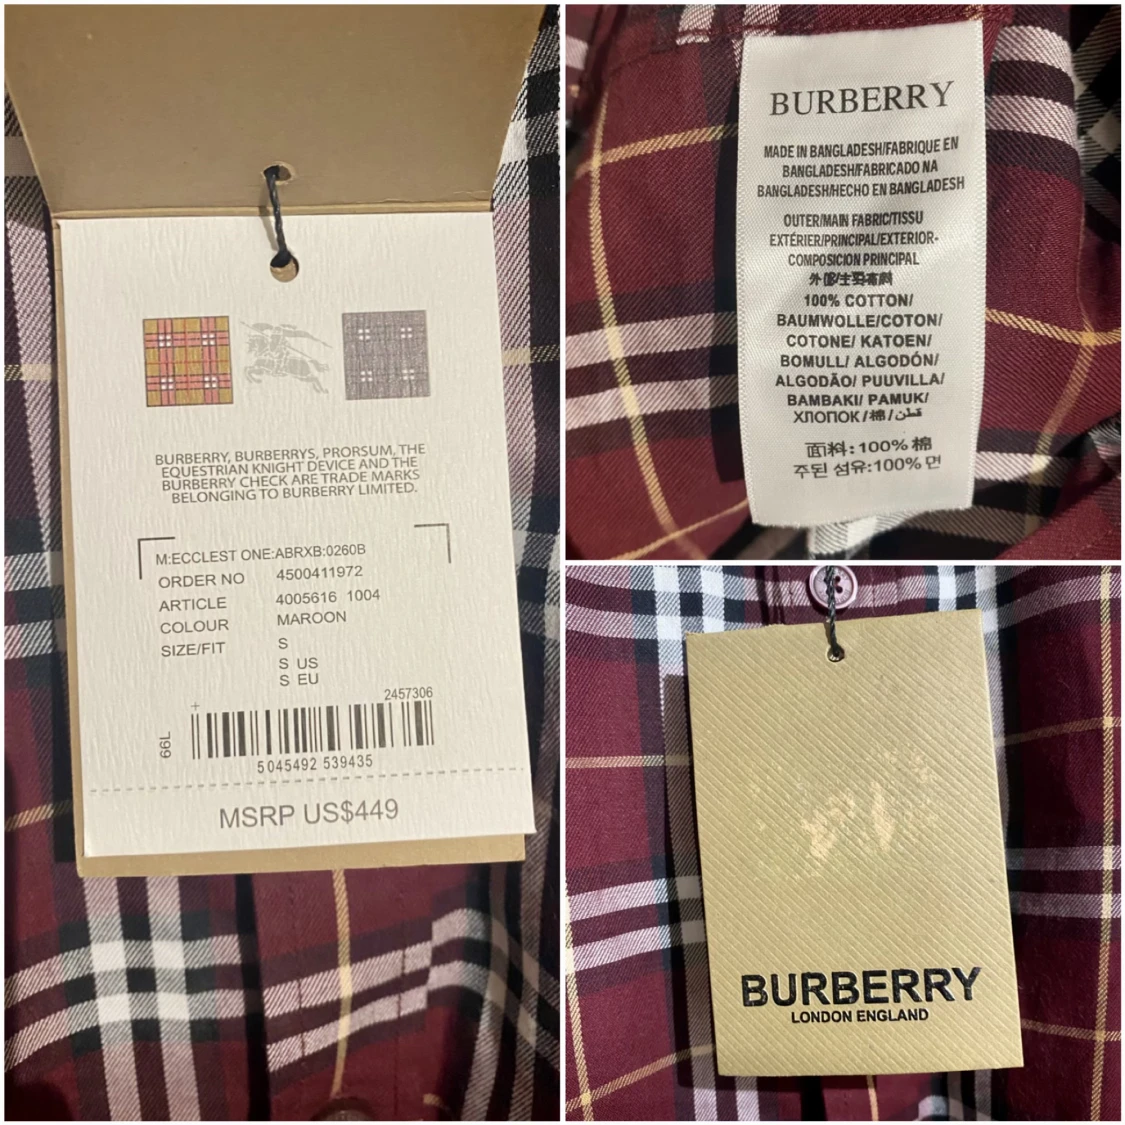 BURBERRY, BURBERRYS, PRORSUM, THE
EQUESTRIAN KNIGHT DEVICE AND THE
BURBERRY CHECK ARE TRADE MARKS
BELONGING TO BURBERRY LIMITED.
M:ECCLEST ONE:ABRXB:0260B
ORDER NO 4500411972
ARTICLE 4005616 1004
COLOUR MAROON
SIZE/FIT S
S US
S EU
2457306
66L
5045492 539435
MSRP US$449
BURBERRY
MADE IN BANGLADESH/FABRIQUE EN
BANGLADESH/FABRICADO NA
BANGLADESH/HECHO EN BANGLADESH
OUTER/MAIN FABRIC/TISSU
EXTÉRIER/PRINCIPAL/EXTERIOR-
COMPOSICION PRINCIPAL
100% COTTON/
BAUMWOLLE/COTON/
COTONE/ KATOEN/
BOMULL/ ALGODÓN/
ALGODÃO/ PUUVILLA/
BAMBAKI/ PAMUK/
ХЛОПОК/棉/قطن
面料:100% 棉
주된 섬유:100% 면
BURBERRY
LONDON ENGLAND